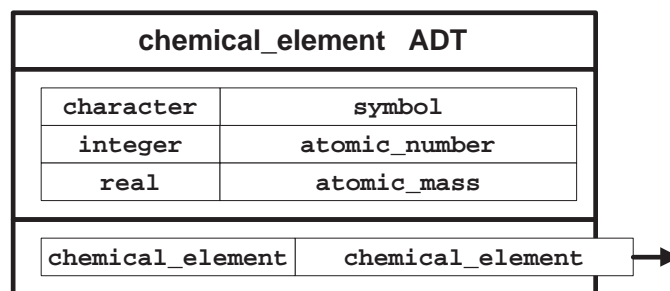 chemical_element ADT
character symbol
integer atomic_number
real atomic_mass
chemical_element chemical_element